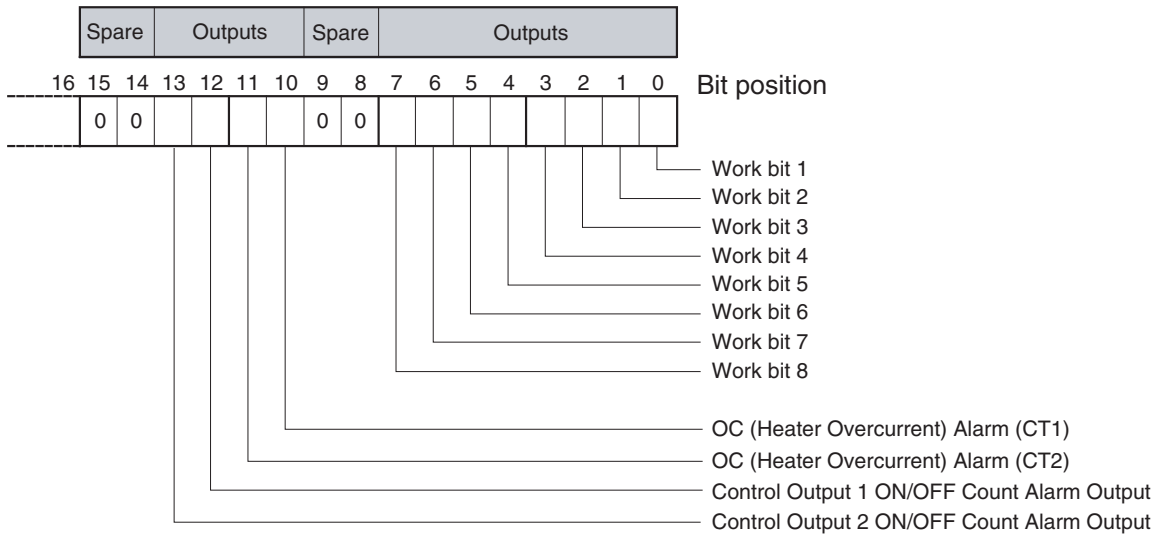 Spare Outputs Spare Outputs
16 15 14 13 12 11 10 9 8 7 6 5 4 3 2 1 0 Bit position
0 0 0 0
Work bit 1
Work bit 2
Work bit 3
Work bit 4
Work bit 5
Work bit 6
Work bit 7
Work bit 8
OC (Heater Overcurrent) Alarm (CT1)
OC (Heater Overcurrent) Alarm (CT2)
Control Output 1 ON/OFF Count Alarm Output
Control Output 2 ON/OFF Count Alarm Output